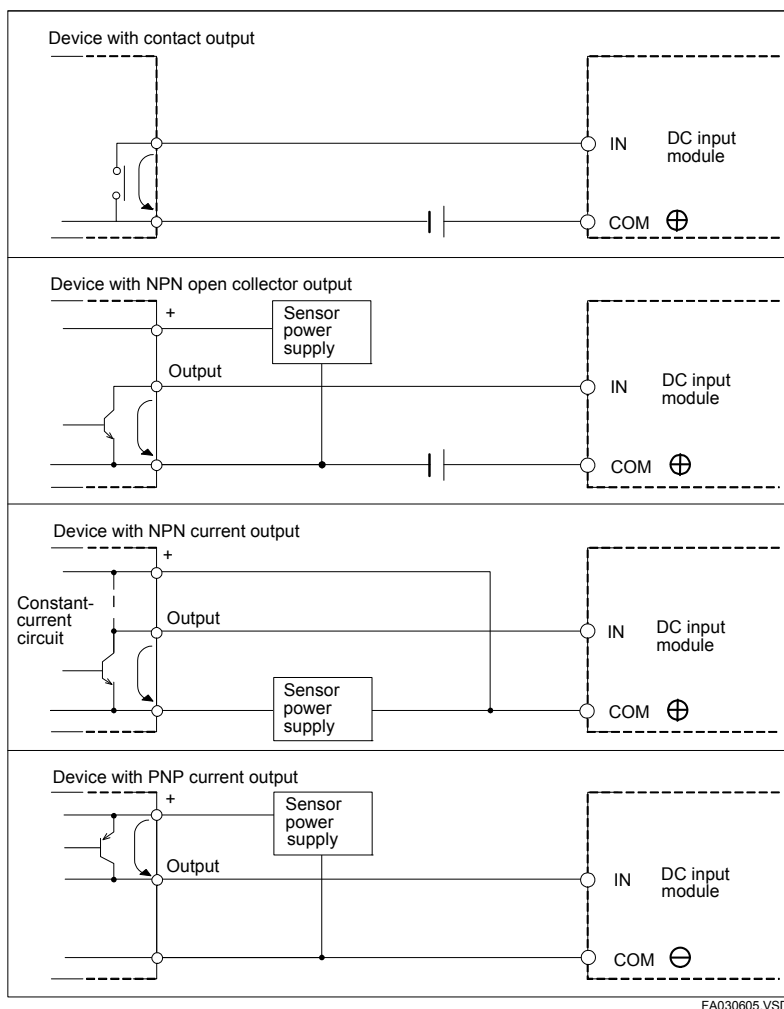 Device with contact output
IN
DC input
module
COM ⊕
Device with NPN open collector output
+
Sensor
power
supply
Output
IN
DC input
module
COM ⊕
Device with NPN current output
+
Constant-
current
circuit
Output
IN
DC input
module
Sensor
power
supply
COM ⊕
Device with PNP current output
+
Sensor
power
supply
Output
IN
DC input
module
COM ⊖
FA030605.VSD